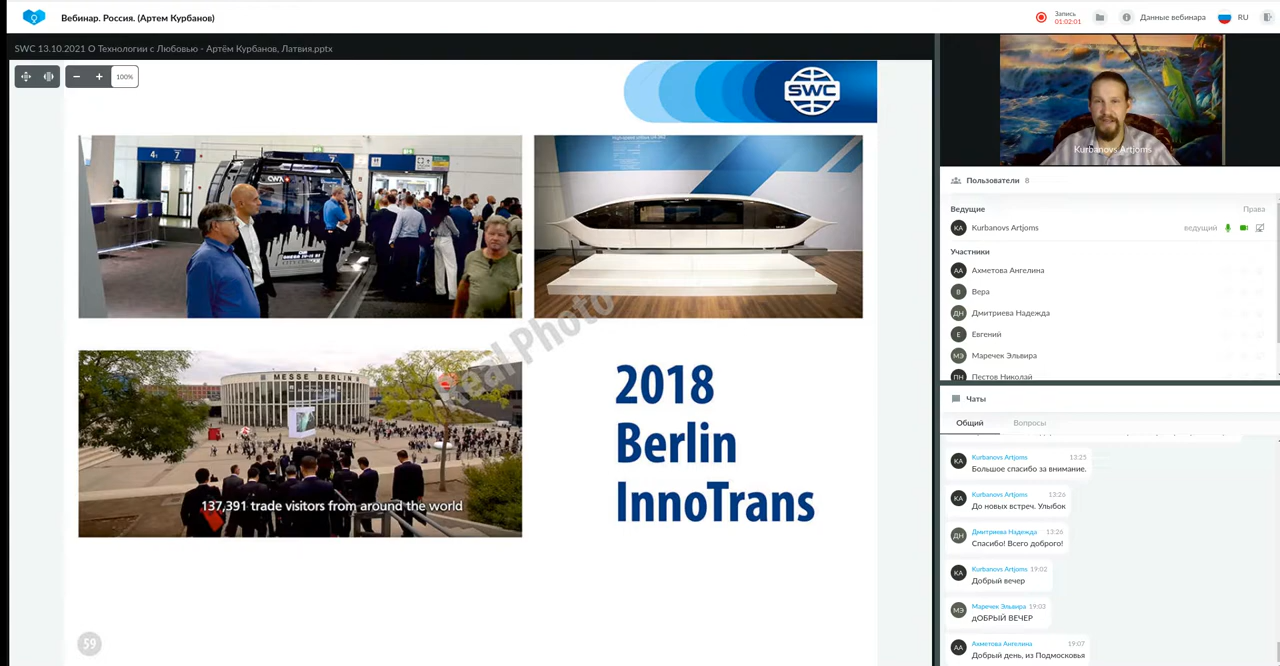 Вебинар. Россия. (Артем Курбанов)
Запись
01:02:01
Данные вебинара
RU
SWC 13.10.2021 О Технологии с Любовью - Артём Курбанов, Латвия.pptx
100%
SWC
4
7
7
CWA
MESSE BERLIN
137,391 trade visitors from around the world
Real Photo
2018
Berlin
InnoTrans
59
Kurbanovs Artjoms
Пользователи 8
Ведущие
Права
KA
Kurbanovs Artjoms
ведущий
Участники
АА
Ахметова Ангелина
В
Вера
ДН
Дмитриева Надежда
Е
Евгений
МЭ
Маречек Эльвира
ПН
Пестов Николай
Чаты
Общий
Вопросы
KA
Kurbanovs Artjoms 13:25
Большое спасибо за внимание.
KA
Kurbanovs Artjoms 13:26
До новых встреч. Улыбок
ДН
Дмитриева Надежда 13:26
Спасибо! Всего доброго!
KA
Kurbanovs Artjoms 19:02
Добрый вечер
МЭ
Маречек Эльвира 19:03
дОБРЫЙ ВЕЧЕР
АА
Ахметова Ангелина 19:07
Добрый день, из Подмосковья